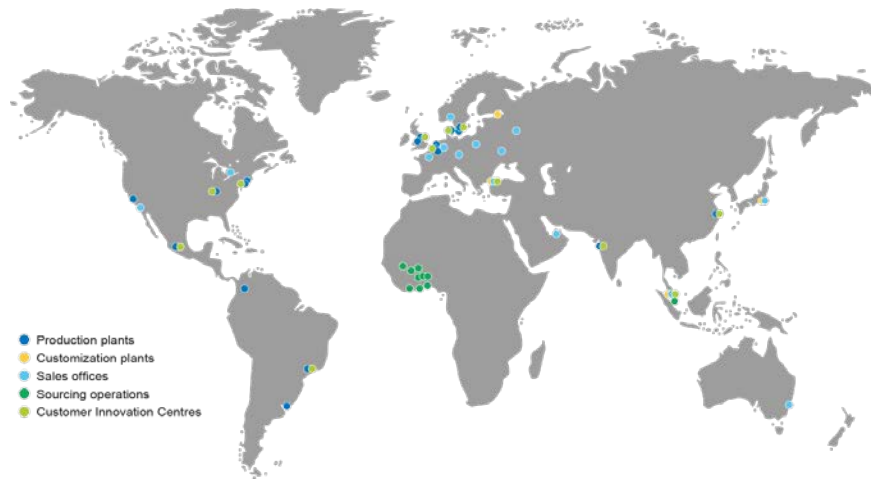 Production plants
Customization plants
Sales offices
Sourcing operations
Customer Innovation Centres